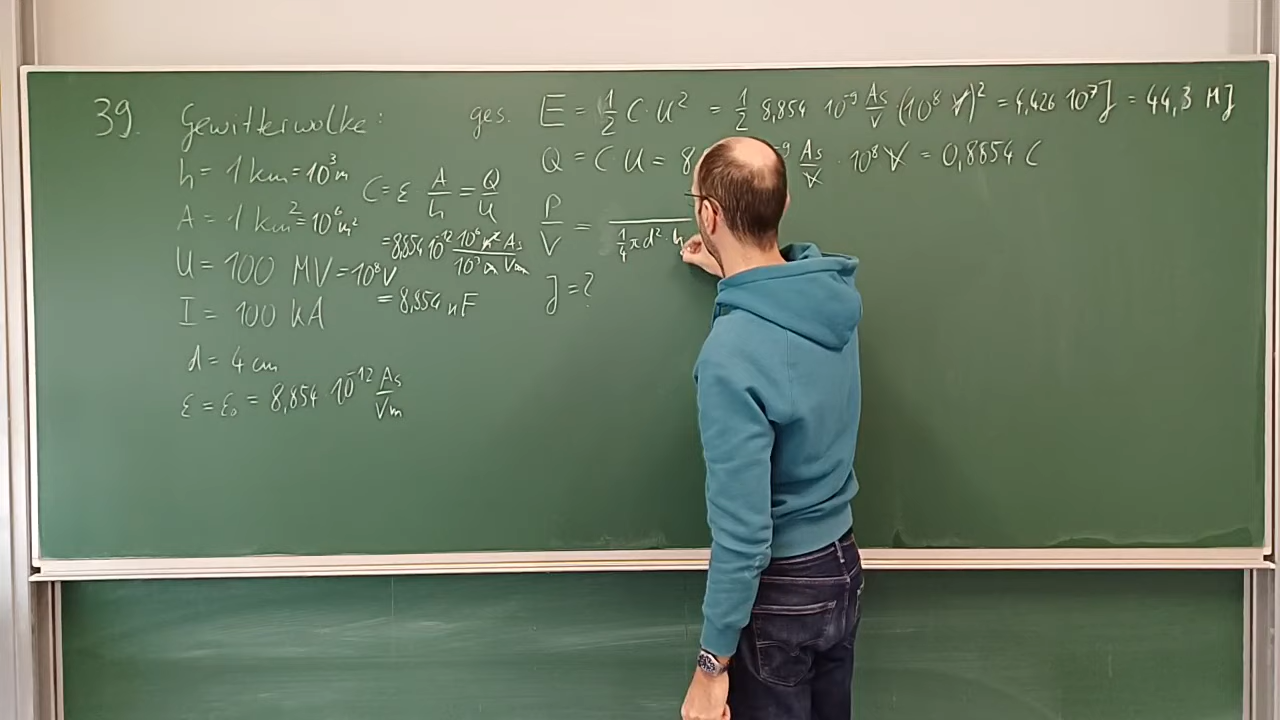 39. Gewitterwolke:
h = 1 km = 10³ m
A = 1 km² = 10⁶ m²
U = 100 MV = 10⁸ V
I = 100 kA
d = 4 cm
ε = ε₀ = 8,854 · 10⁻¹² As/Vm
C = ε · A/h = Q/U
= 8,854 10⁻¹² 10⁶ m² As / 10³ m Vm
= 8,854 nF
ges. E = 1/2 C · U² = 1/2 8,854 10⁻⁹ As/V · (10⁸ V)² = 4,426 10⁷ J = 44,3 MJ
Q = C · U = 8 ⁻⁹ As/V · 10⁸ V = 0,8854 C
P/V = / 1/4 π d² · h
J = ?